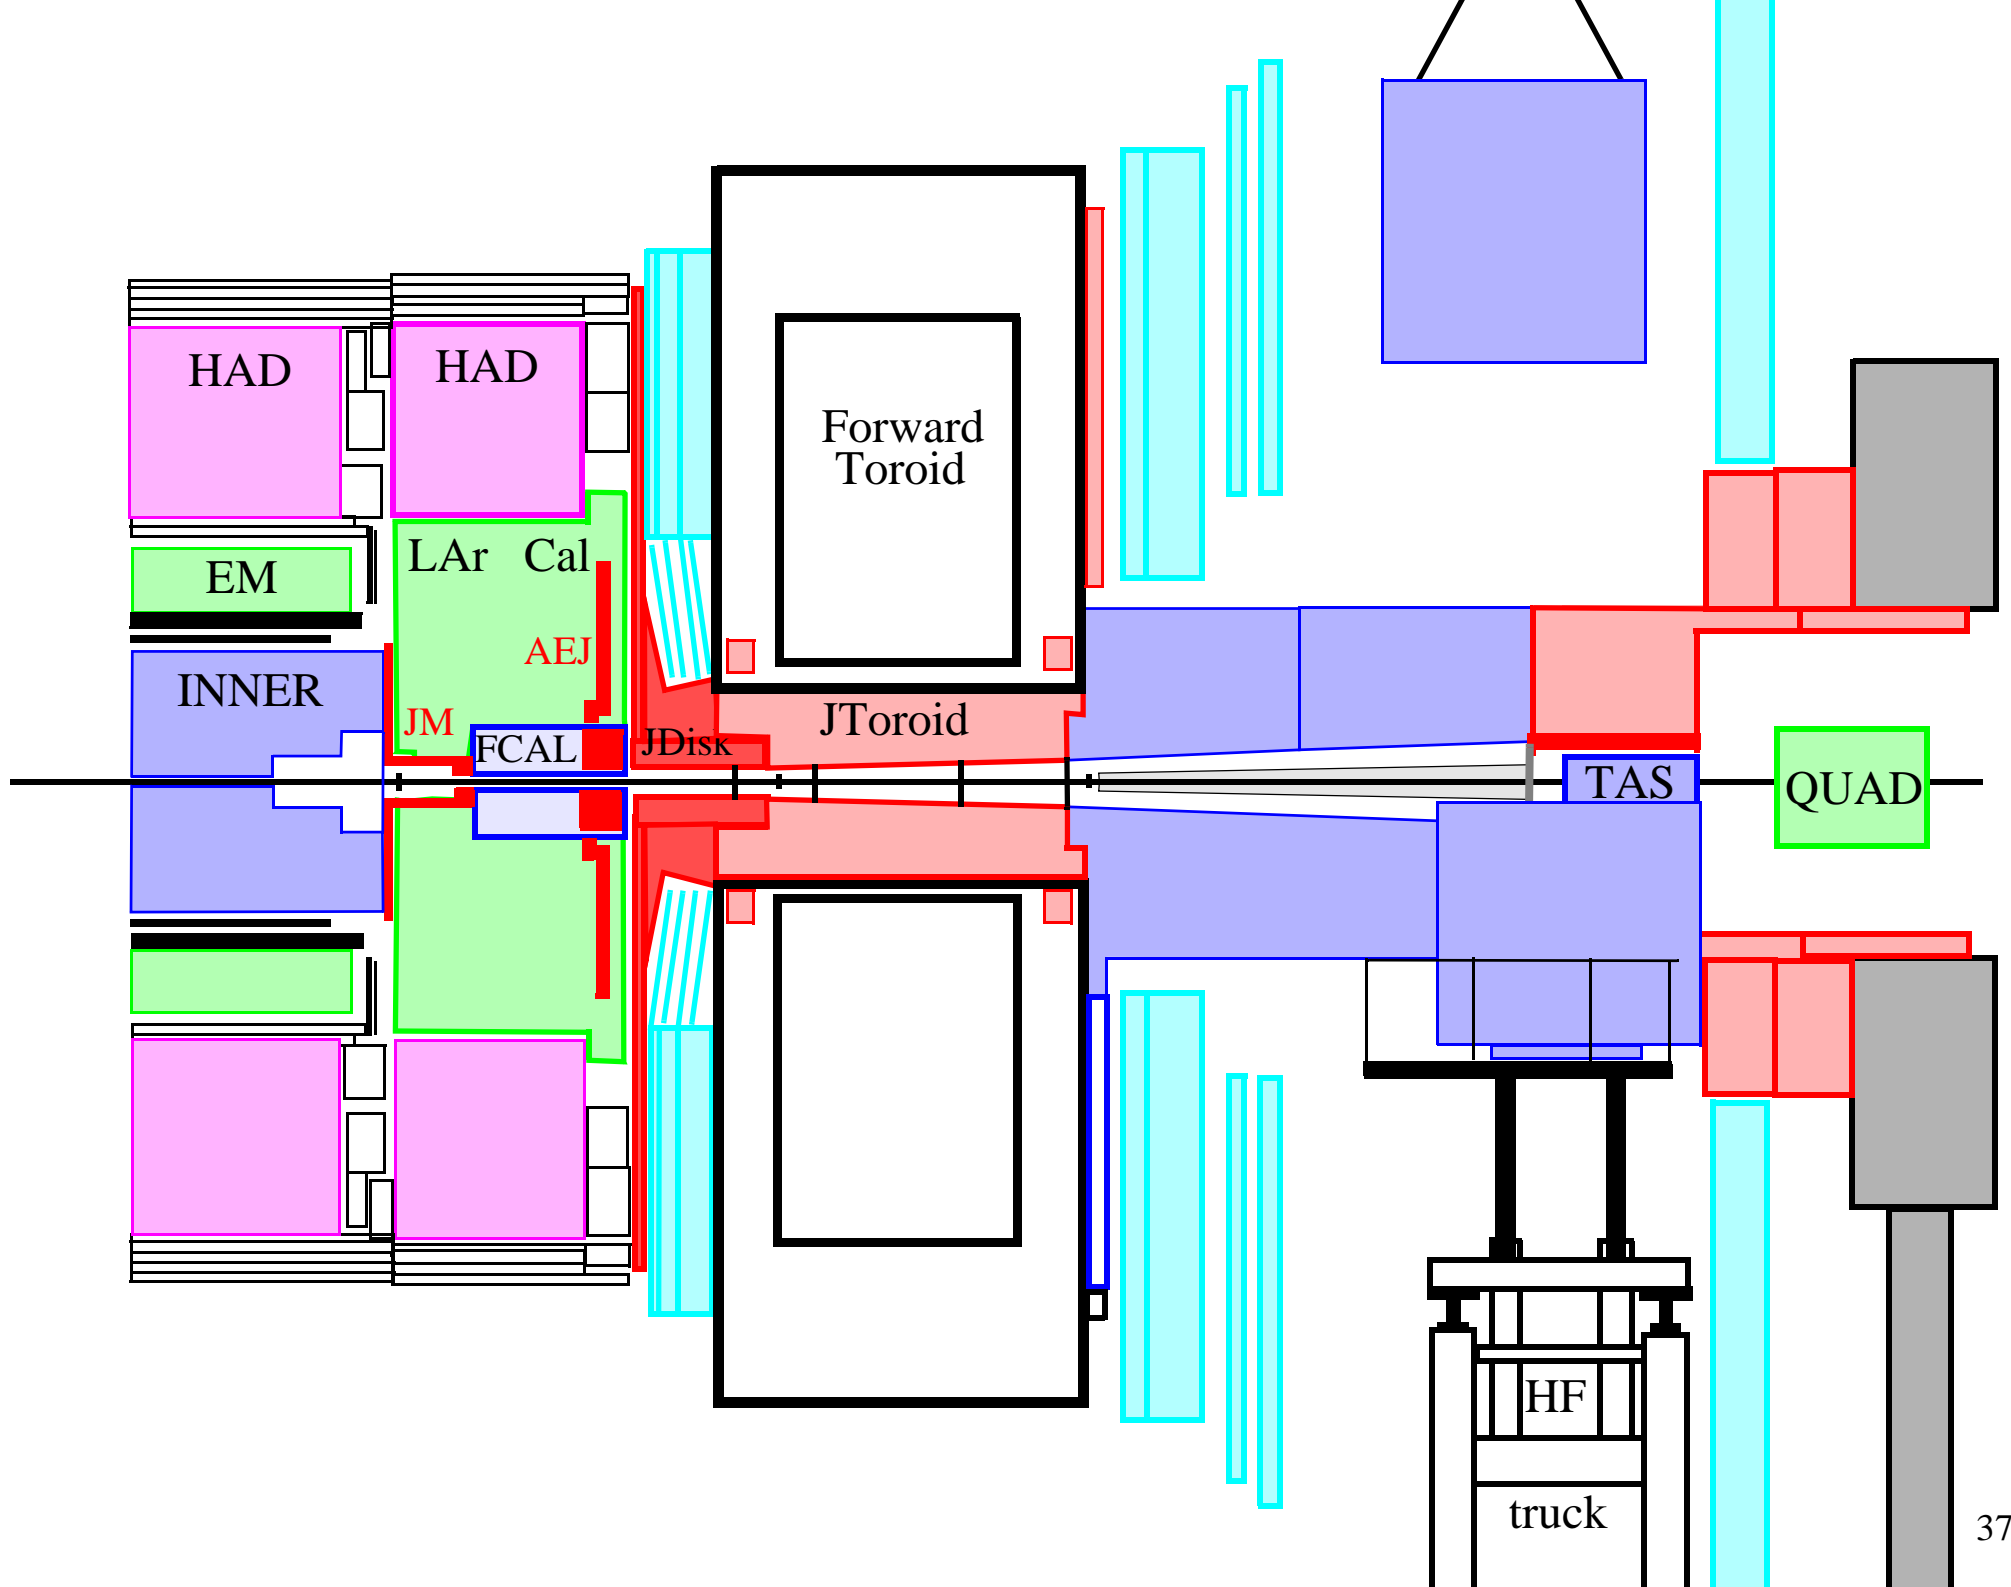 HAD
HAD
Forward
Toroid
LAr Cal
EM
AEJ
INNER
JM
JToroid
FCAL
JDisk
TAS
QUAD
HF
truck
37